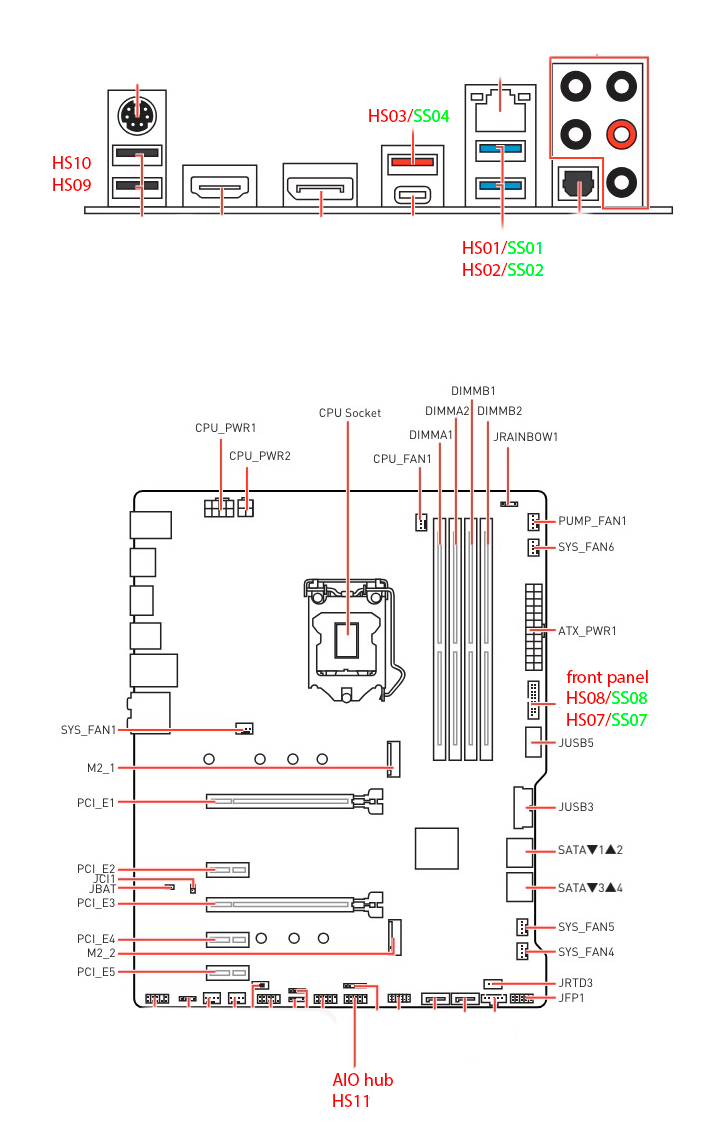 HS03/SS04
HS10
HS09
HS01/SS01
HS02/SS02
DIMMB1
CPU Socket
DIMMA2
DIMMB2
CPU_PWR1
DIMMA1
JRAINBOW1
CPU_PWR2
CPU_FAN1
PUMP_FAN1
SYS_FAN6
ATX_PWR1
front panel
HS08/SS08
HS07/SS07
SYS_FAN1
JUSB5
M2_1
PCI_E1
JUSB3
SATA▼1▲2
PCI_E2
JCI1
JBAT
SATA▼3▲4
PCI_E3
SYS_FAN5
PCI_E4
M2_2
SYS_FAN4
PCI_E5
JRTD3
JFP1
AIO hub
HS11